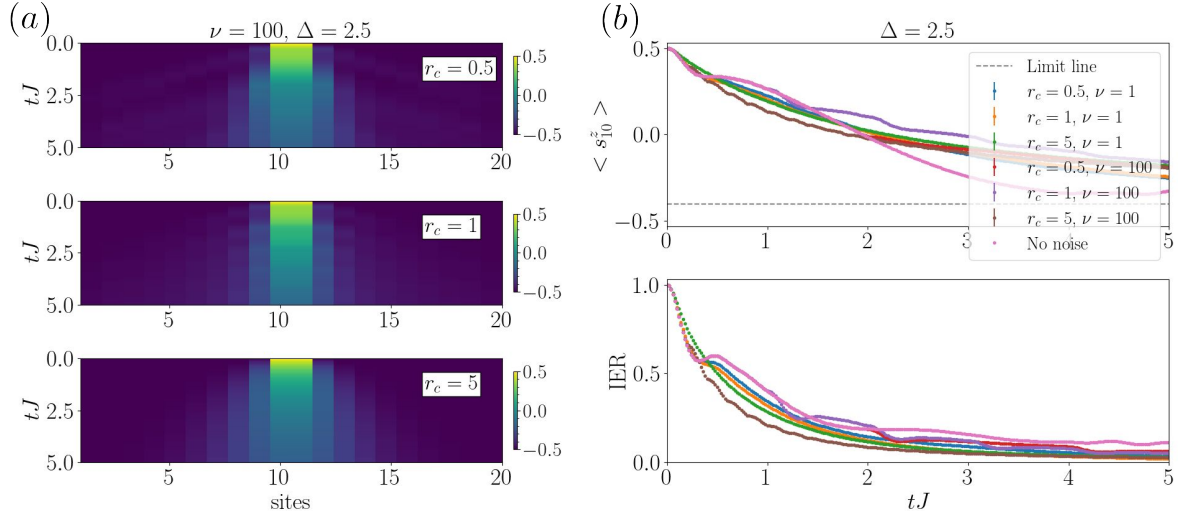 (a)
ν = 100, Δ = 2.5
0.0
2.5
5.0
tJ
r_c = 0.5
0.5
0.0
−0.5
5
10
15
20
0.0
2.5
5.0
tJ
r_c = 1
0.5
0.0
−0.5
5
10
15
20
0.0
2.5
5.0
tJ
r_c = 5
0.5
0.0
−0.5
5
10
15
20
sites
(b)
Δ = 2.5
0.5
0.0
−0.5
< s^z_10 >
Limit line
r_c = 0.5, ν = 1
r_c = 1, ν = 1
r_c = 5, ν = 1
r_c = 0.5, ν = 100
r_c = 1, ν = 100
r_c = 5, ν = 100
No noise
0
1
2
3
4
5
1.0
0.5
0.0
IER
0
1
2
3
4
5
tJ